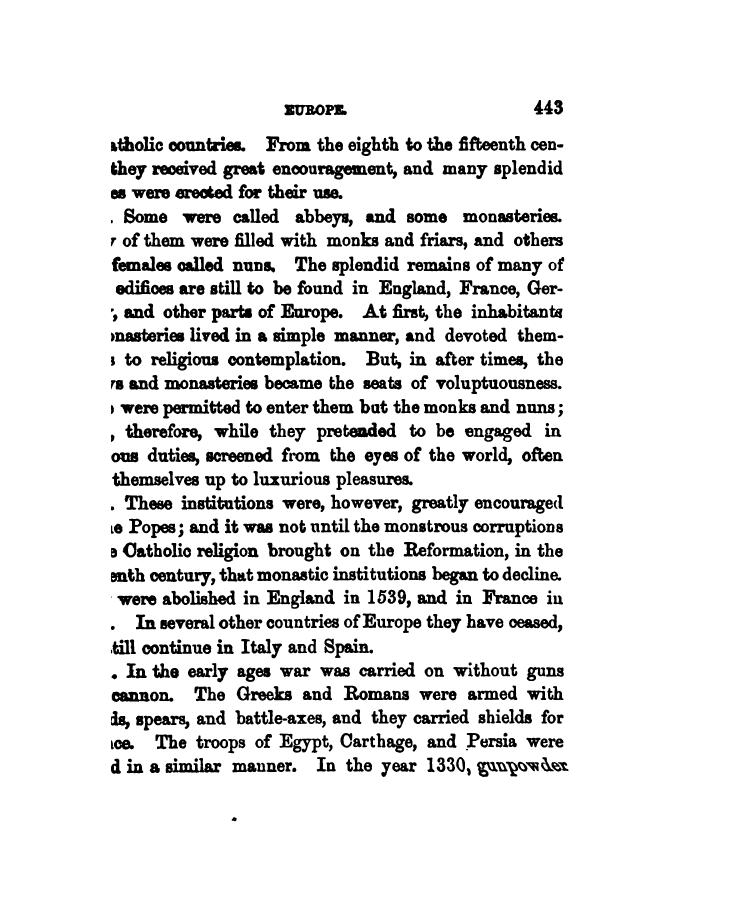 EUROPE. 443
atholic countries. From the eighth to the fifteenth cen-
they received great encouragement, and many splendid
es were erected for their use.
. Some were called abbeys, and some monasteries.
of them were filled with monks and friars, and others
females called nuns. The splendid remains of many of
edifices are still to be found in England, France, Ger-
, and other parts of Europe. At first, the inhabitants
onasteries lived in a simple manner, and devoted them-
s to religious contemplation. But, in after times, the
rs and monasteries became the seats of voluptuousness.
were permitted to enter them but the monks and nuns;
, therefore, while they pretended to be engaged in
ous duties, screened from the eyes of the world, often
themselves up to luxurious pleasures.
. These institutions were, however, greatly encouraged
e Popes; and it was not until the monstrous corruptions
e Catholic religion brought on the Reformation, in the
enth century, that monastic institutions began to decline.
were abolished in England in 1539, and in France in
. In several other countries of Europe they have ceased,
till continue in Italy and Spain.
. In the early ages war was carried on without guns
cannon. The Greeks and Romans were armed with
ds, spears, and battle-axes, and they carried shields for
ce. The troops of Egypt, Carthage, and Persia were
d in a similar manner. In the year 1330, gunpowder